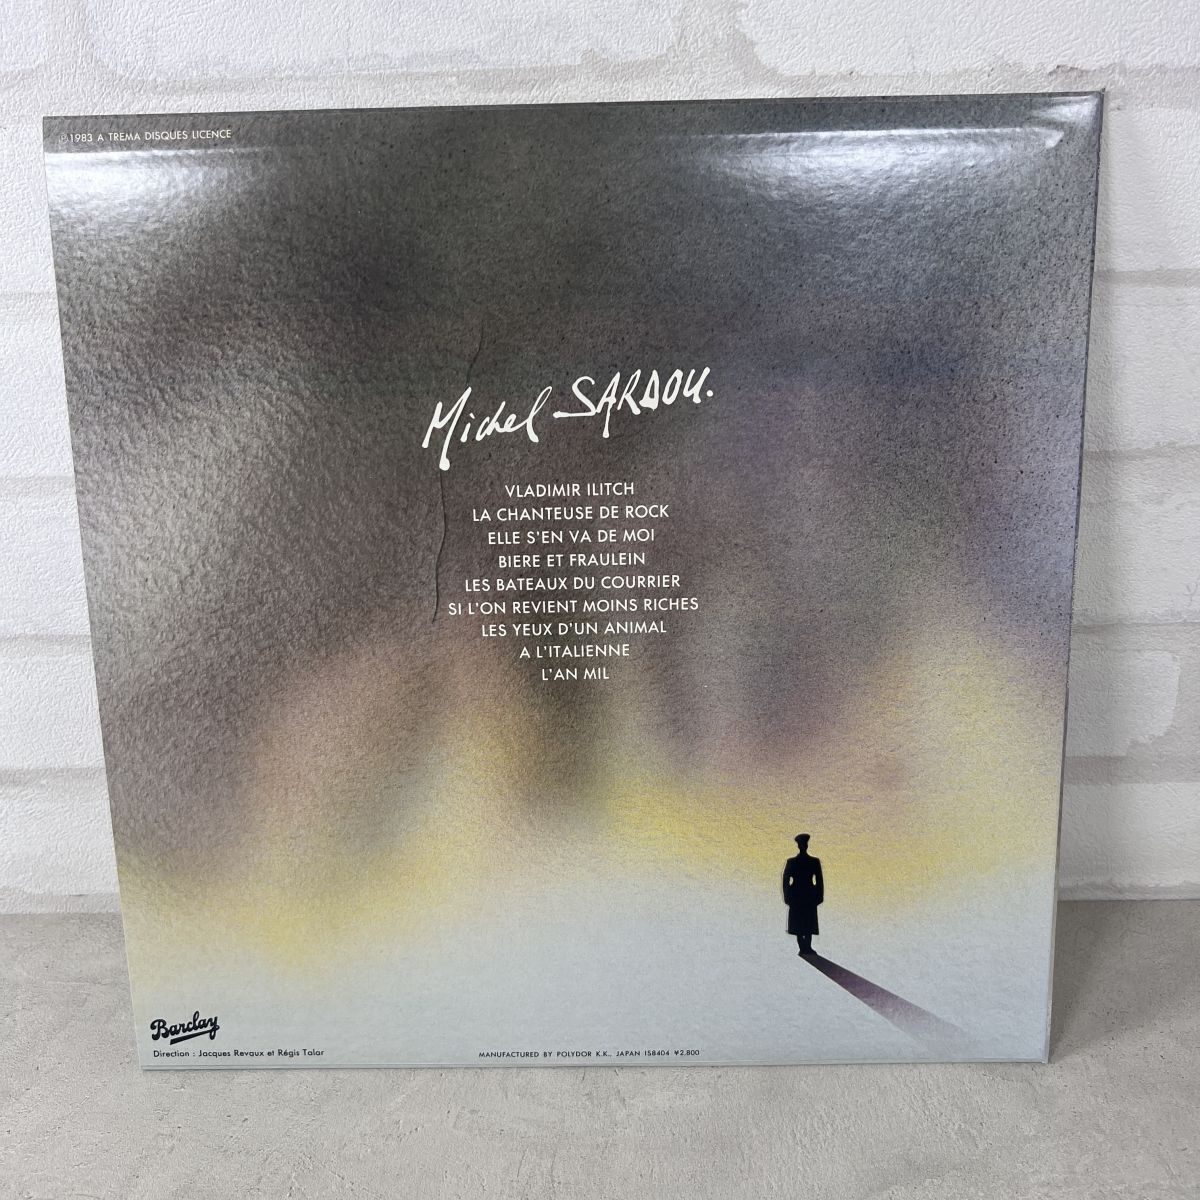 ℗1983 A TREMA DISQUES LICENCE
Michel SARDOU.
VLADIMIR ILITCH
LA CHANTEUSE DE ROCK
ELLE S'EN VA DE MOI
BIERE ET FRAULEIN
LES BATEAUX DU COURRIER
SI L'ON REVIENT MOINS RICHES
LES YEUX D'UN ANIMAL
A L'ITALIENNE
L'AN MIL
Barclay
Direction : Jacques Revaux et Régis Talar
MANUFACTURED BY POLYDOR K.K., JAPAN IS8404 ¥2,800